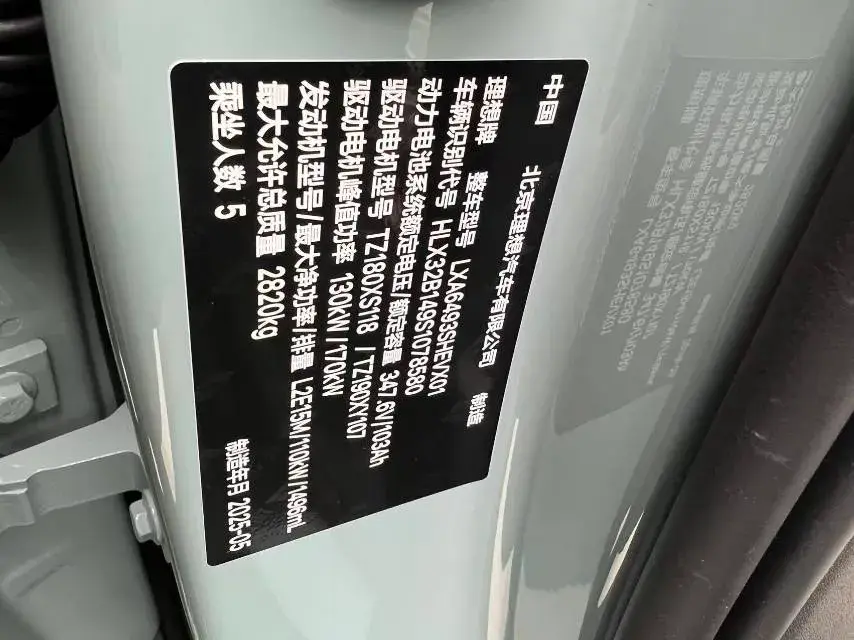 中国 北京理想汽车有限公司 制造
理想牌 整车型号 LXA6493SHEVX01
车辆识别代号 HLX32B149S1078580
动力电池系统额定电压/额定容量 347.6V/103Ah
驱动电机型号 TZ180XS118 / TZ190XY107
驱动电机峰值功率 130kW/170kW
发动机型号/最大净功率/排量 L2E15M/110kW/1496mL
最大允许总质量 2820kg
乘坐人数 5
制造年月 2025-05